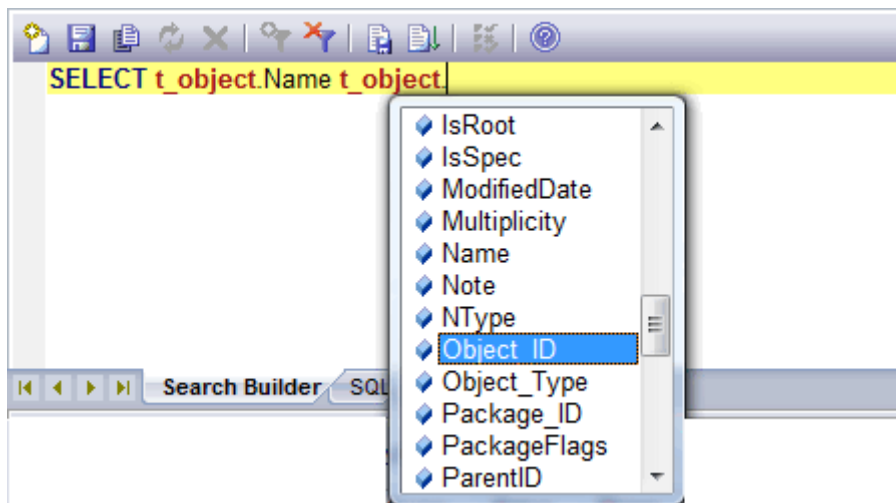 SELECT t_object.Name t_object.
IsRoot
IsSpec
ModifiedDate
Multiplicity
Name
Note
NType
Object_ID
Object_Type
Package_ID
PackageFlags
ParentID
Search Builder
SQL